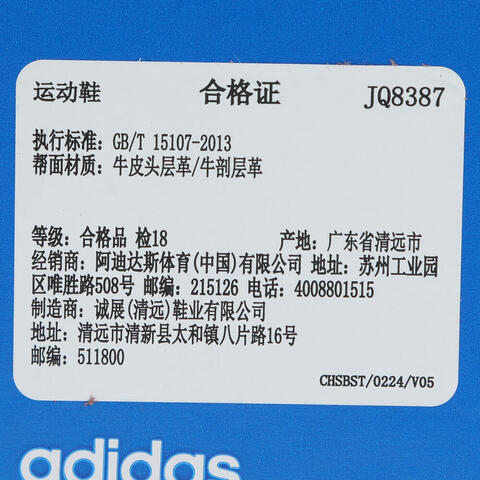 运动鞋 合格证 JQ8387
执行标准: GB/T 15107-2013
帮面材质: 牛皮头层革/牛剖层革
等级: 合格品 检18 产地: 广东省清远市
经销商: 阿迪达斯体育(中国)有限公司 地址: 苏州工业园
区唯胜路508号 邮编: 215126 电话: 4008801515
制造商: 诚展(清远)鞋业有限公司
地址: 清远市清新县太和镇八片路16号
邮编: 511800
CHSBST/0224/V05
adidas